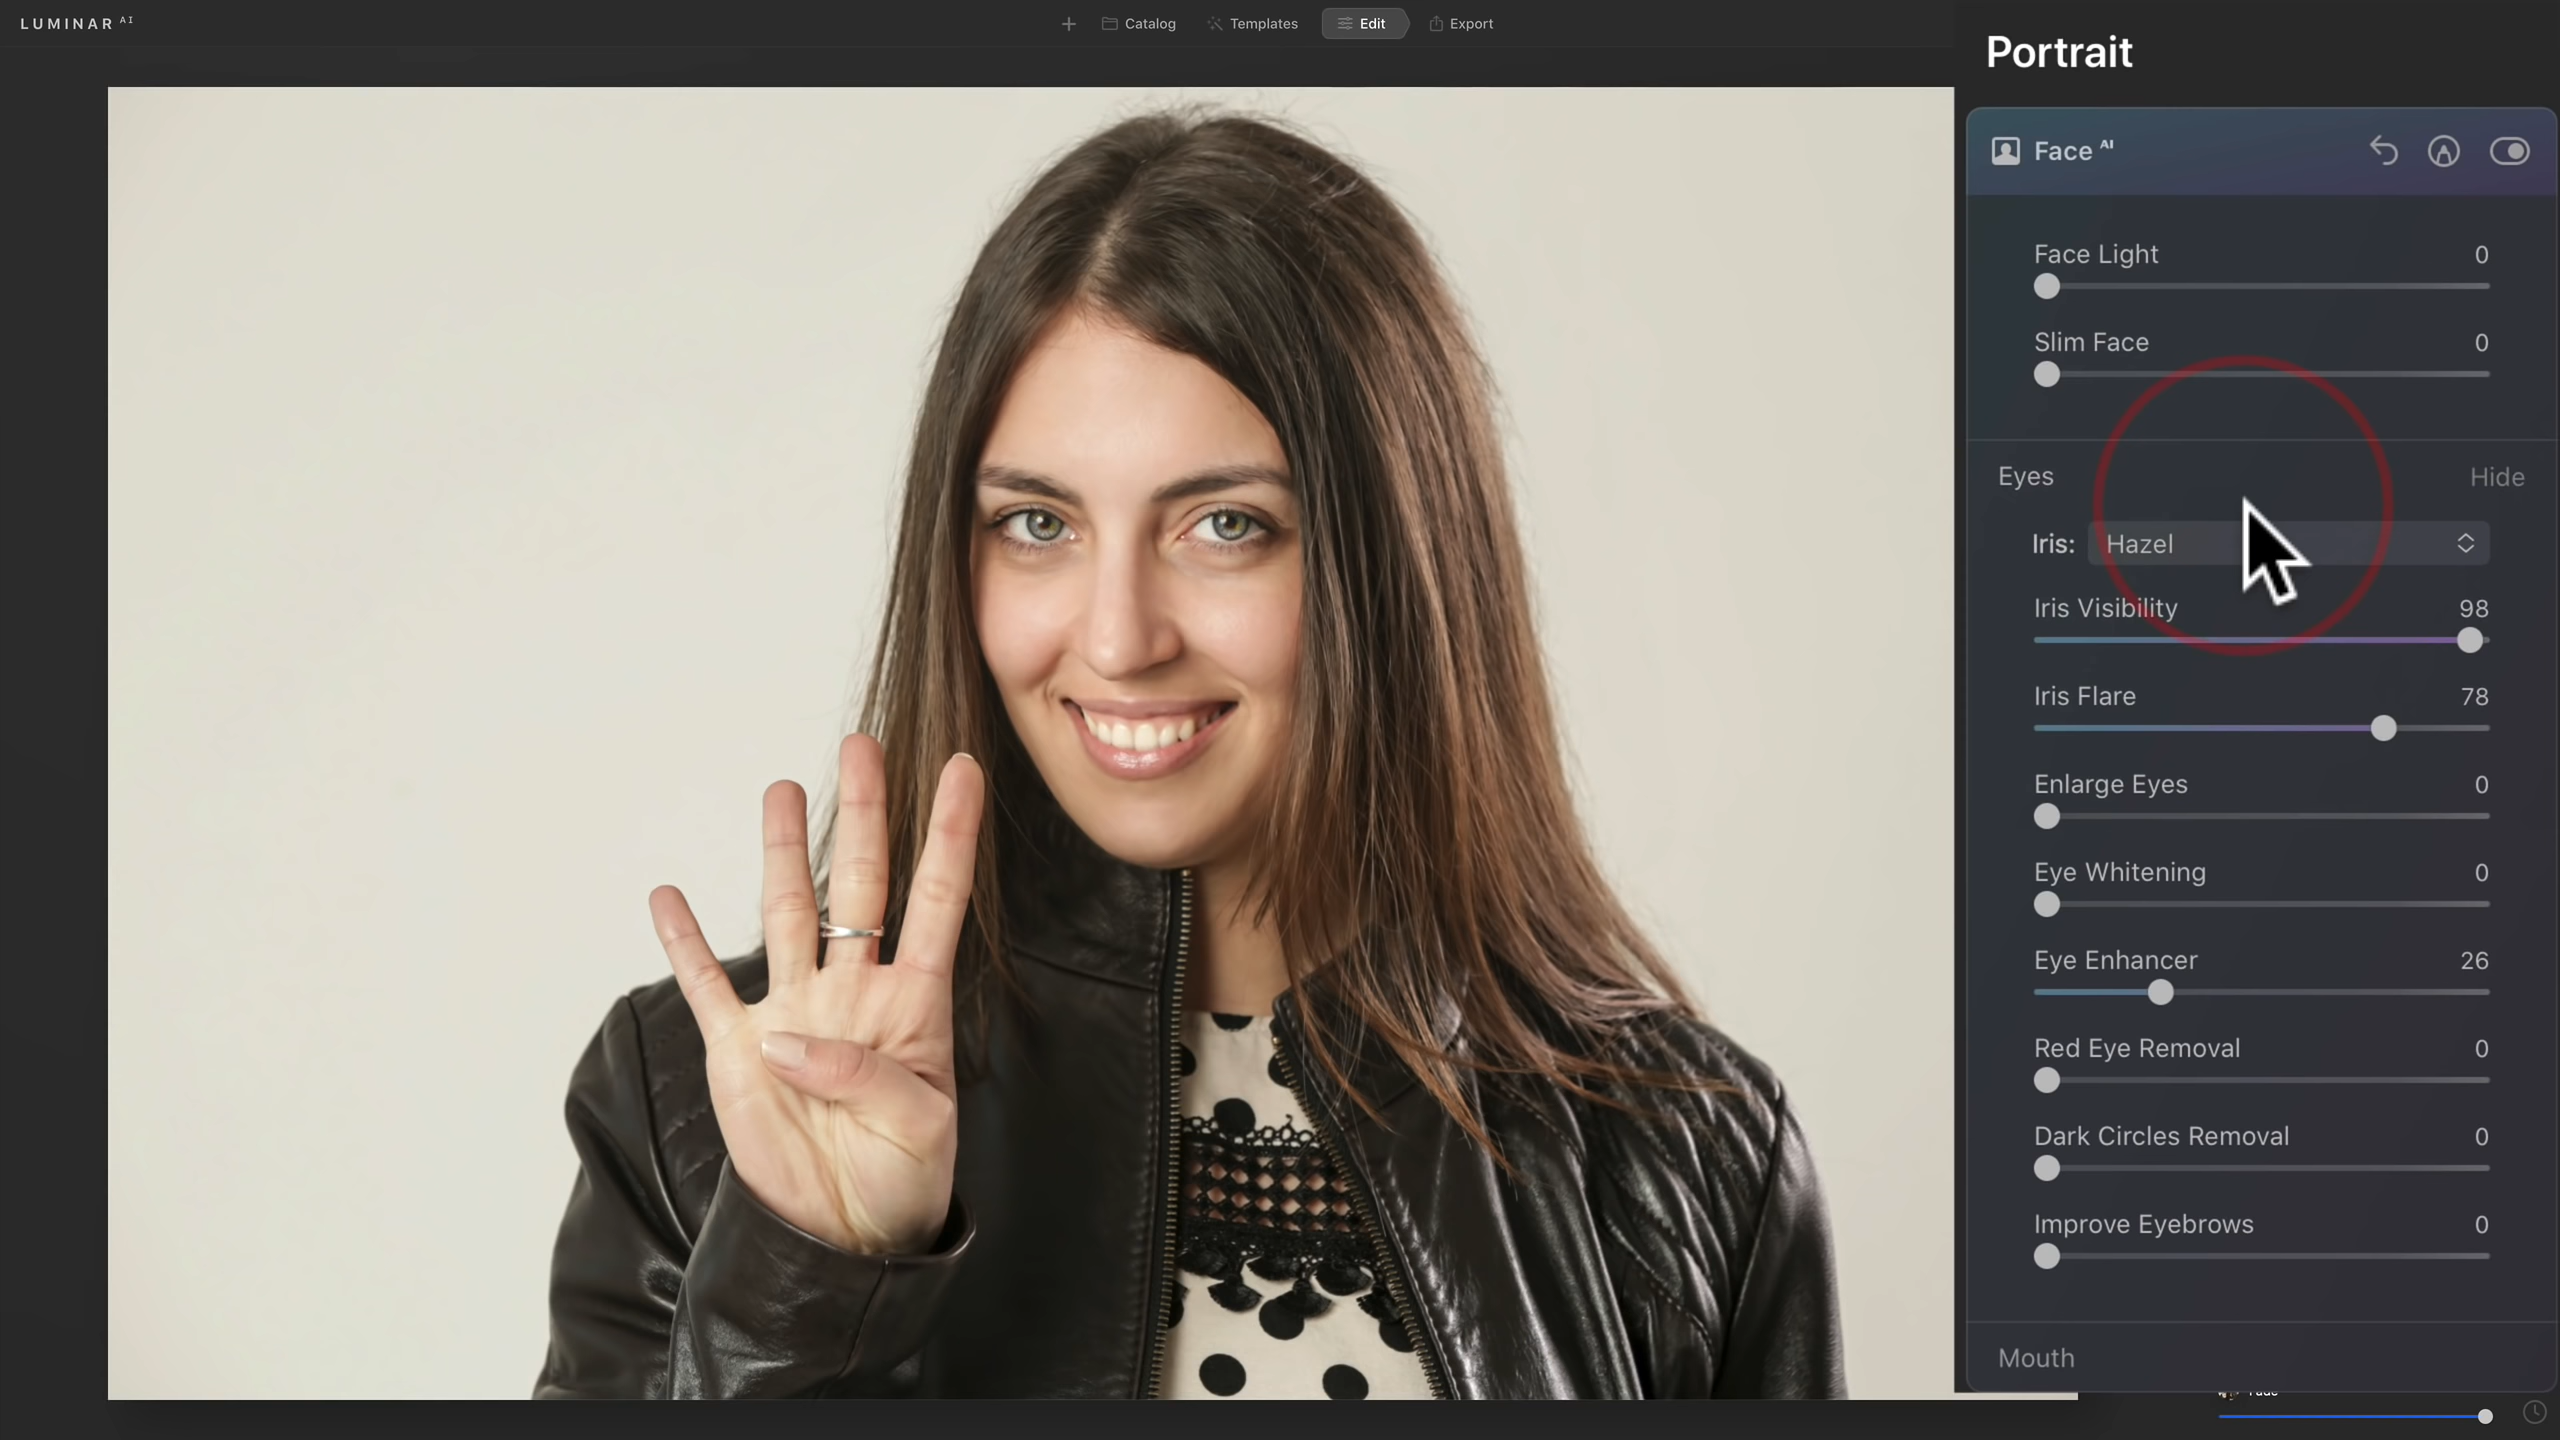 LUMINAR AI
Catalog
Templates
Edit
Export
Portrait
Face AI
Face Light 0
Slim Face 0
Eyes Hide
Iris: Hazel
Iris Visibility 98
Iris Flare 78
Enlarge Eyes 0
Eye Whitening 0
Eye Enhancer 26
Red Eye Removal 0
Dark Circles Removal 0
Improve Eyebrows 0
Mouth